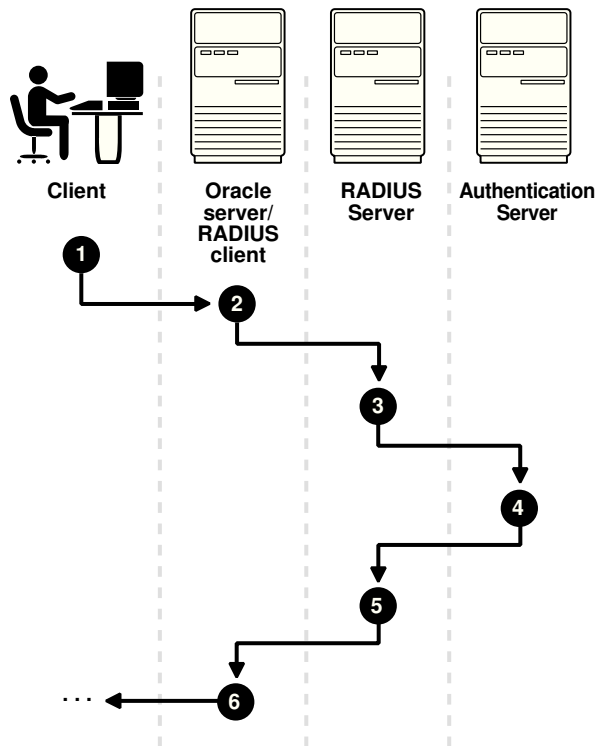 Client
Oracle
server/
RADIUS
client
RADIUS
Server
Authentication
Server
1
2
3
4
5
6
...